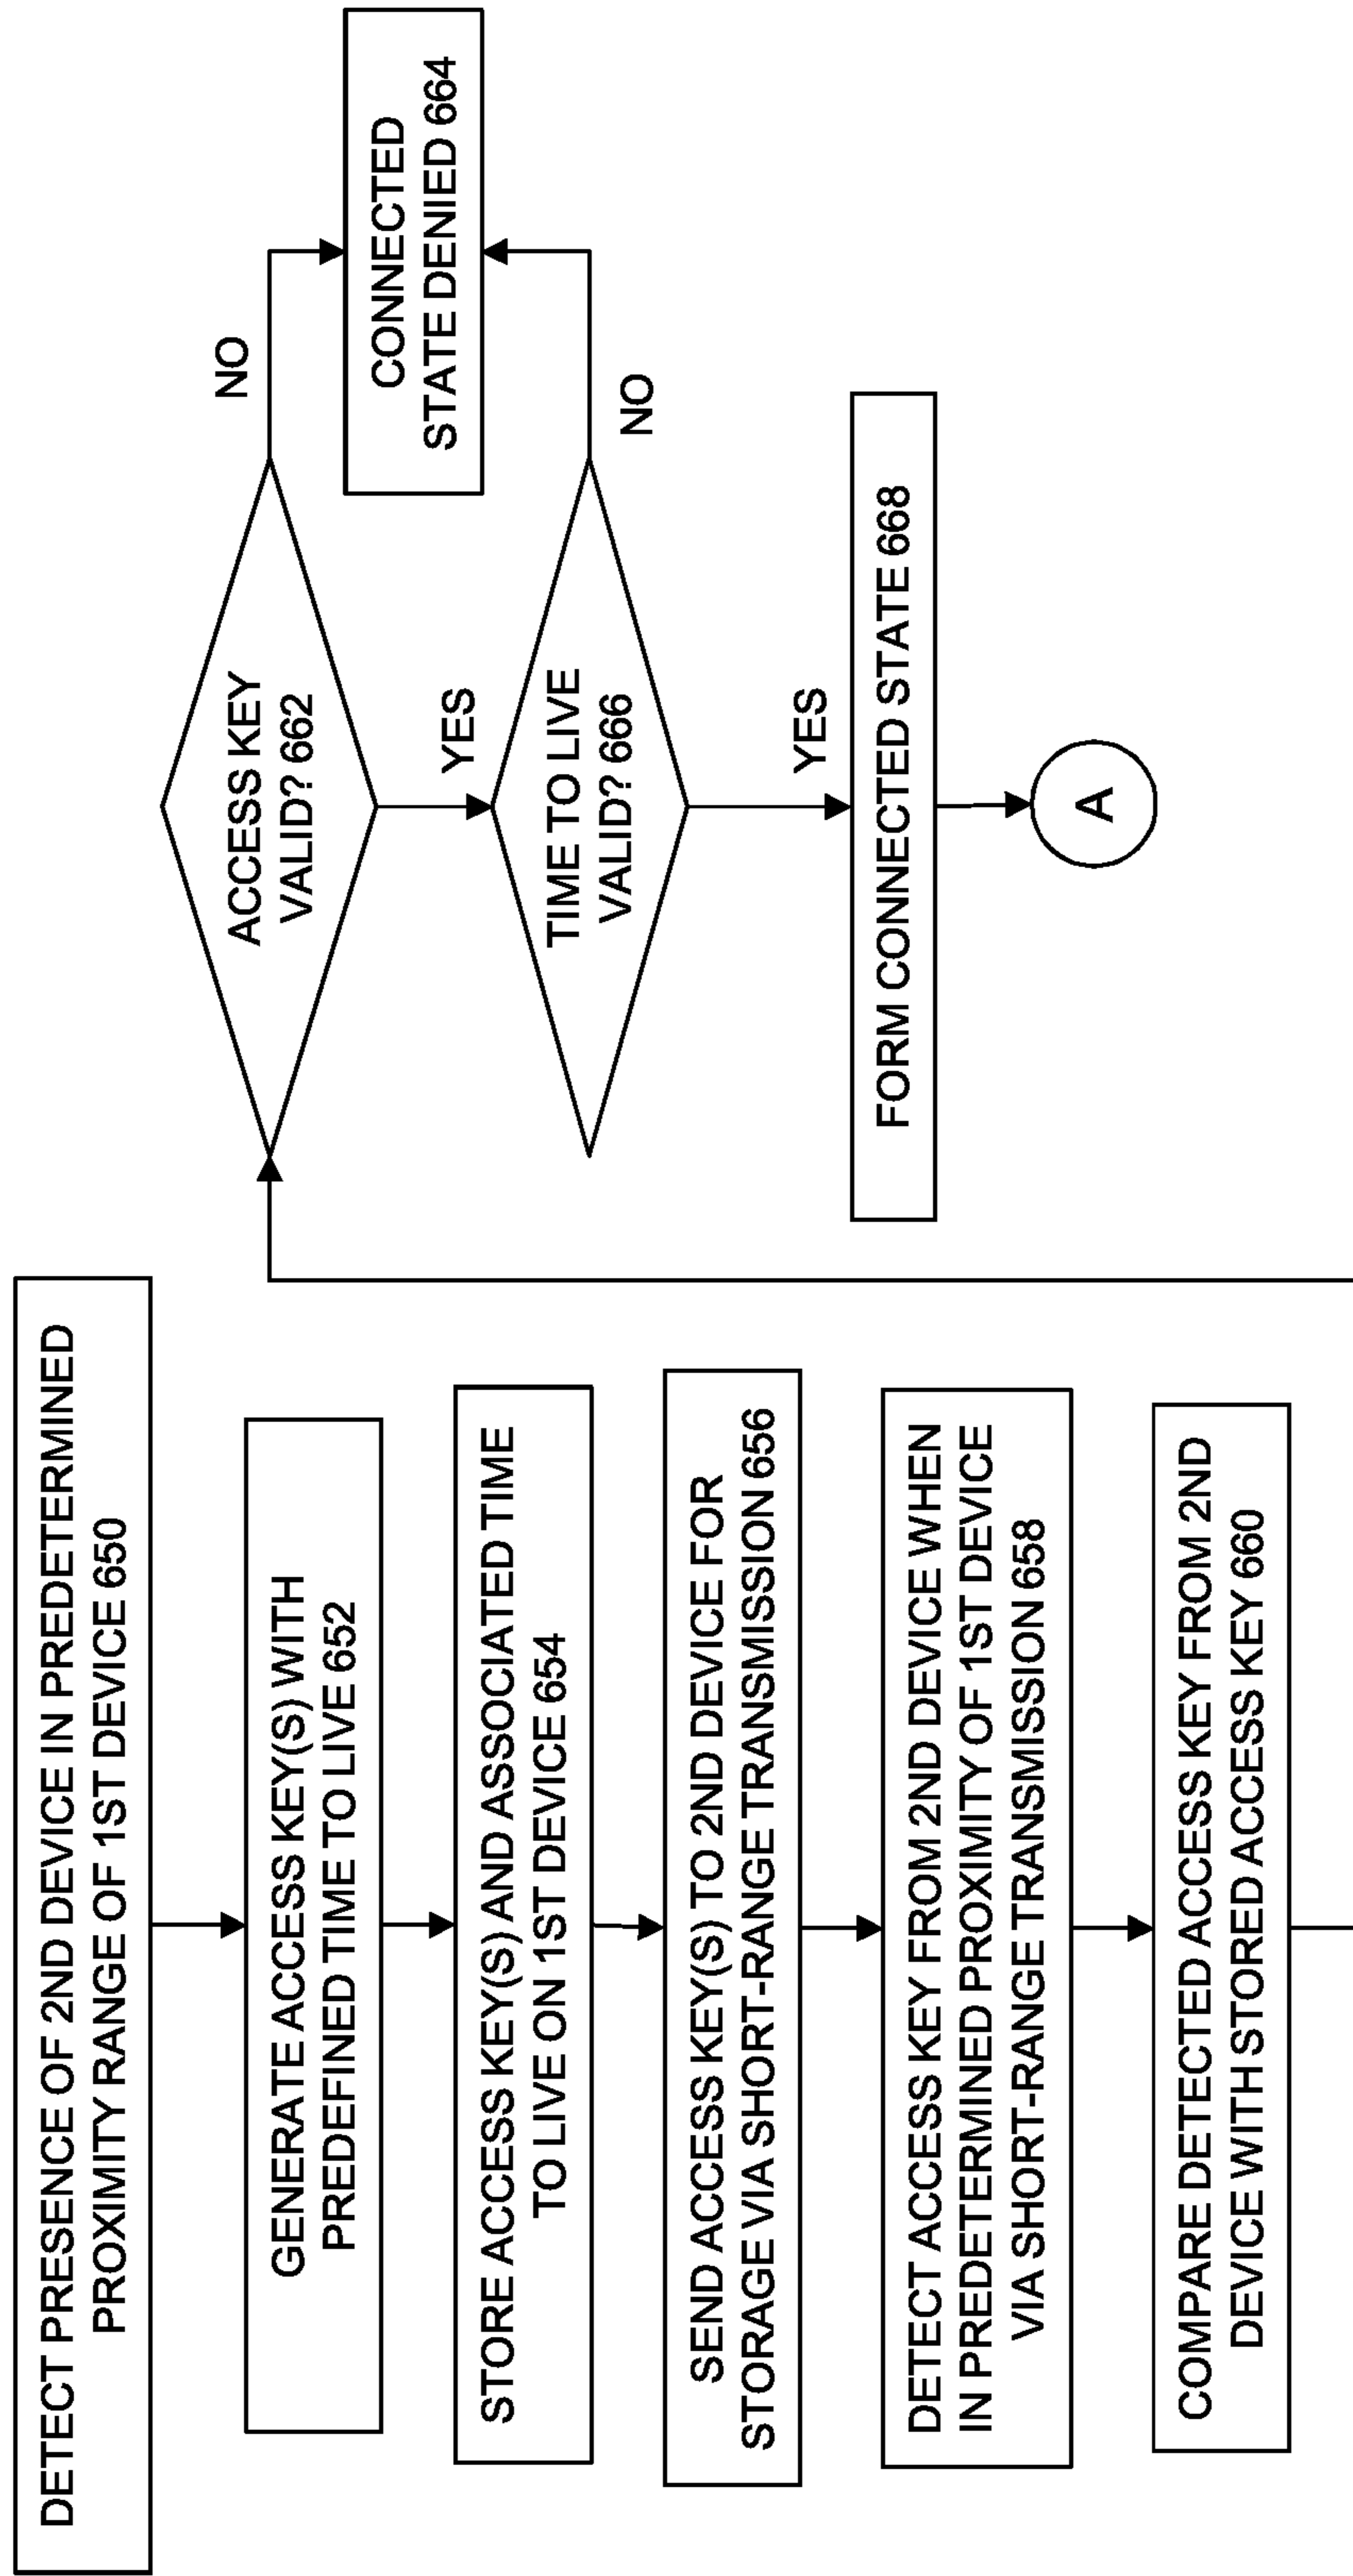 DETECT PRESENCE OF 2ND DEVICE IN PREDETERMINED
PROXIMITY RANGE OF 1ST DEVICE 650
GENERATE ACCESS KEY(S) WITH
PREDEFINED TIME TO LIVE 652
STORE ACCESS KEY(S) AND ASSOCIATED TIME
TO LIVE ON 1ST DEVICE 654
SEND ACCESS KEY(S) TO 2ND DEVICE FOR
STORAGE VIA SHORT-RANGE TRANSMISSION 656
DETECT ACCESS KEY FROM 2ND DEVICE WHEN
IN PREDETERMINED PROXIMITY OF 1ST DEVICE
VIA SHORT-RANGE TRANSMISSION 658
COMPARE DETECTED ACCESS KEY FROM 2ND
DEVICE WITH STORED ACCESS KEY 660
ACCESS KEY
VALID? 662
NO
CONNECTED
STATE DENIED 664
YES
TIME TO LIVE
VALID? 666
NO
YES
FORM CONNECTED STATE 668
A